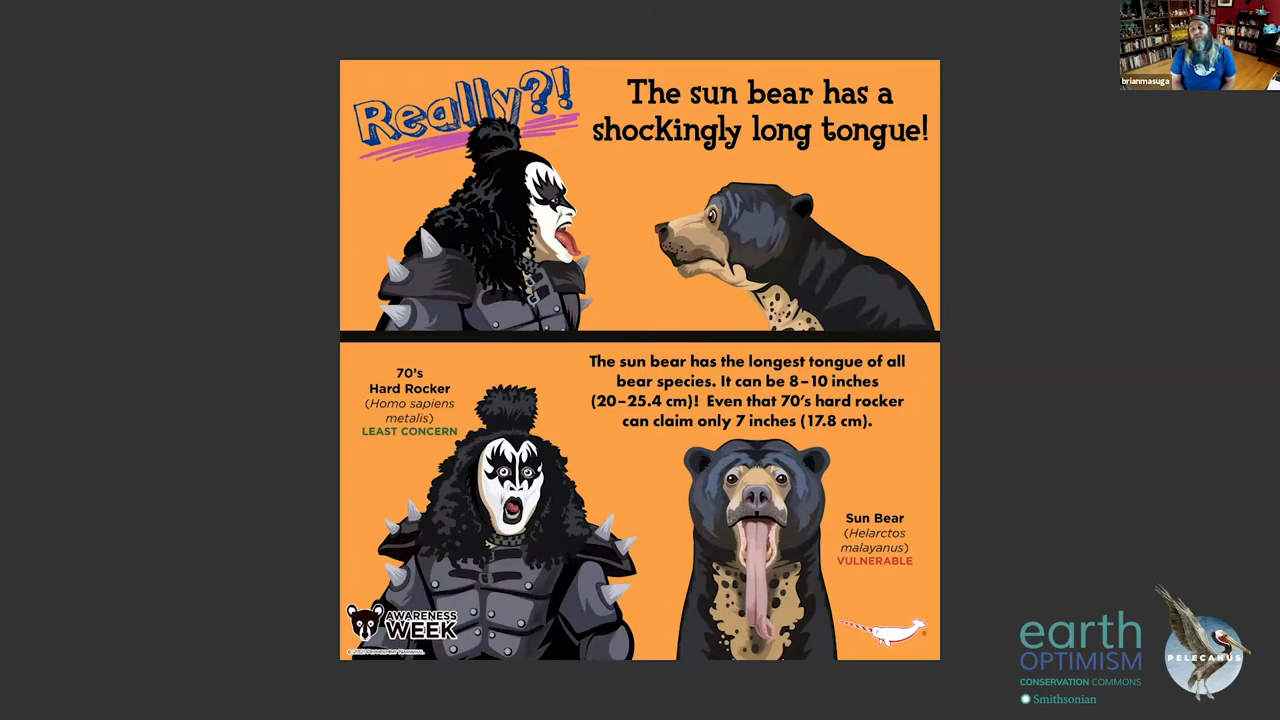 brianmasuga
Really?!
The sun bear has a
shockingly long tongue!
70's
Hard Rocker
(Homo sapiens
metalis)
LEAST CONCERN
The sun bear has the longest tongue of all
bear species. It can be 8–10 inches
(20–25.4 cm)! Even that 70's hard rocker
can claim only 7 inches (17.8 cm).
Sun Bear
(Helarctos
malayanus)
VULNERABLE
AWARENESS
WEEK
earth
OPTIMISM
CONSERVATION COMMONS
Smithsonian
PELECANUS